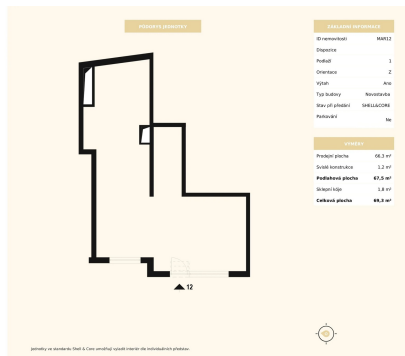 PŮDORYS JEDNOTKY
ZÁKLADNÍ INFORMACE
ID nemovitosti MAR12
Dispozice
Podlaží 1
Orientace Z
Výtah Ano
Typ budovy Novostavba
Stav při předání SHELL&CORE
Parkování Ne
VÝMĚRY
Prodejní plocha 66,3 m²
Svislé konstrukce 1,2 m²
Podlahová plocha 67,5 m²
Sklepní kóje 1,8 m²
Celková plocha 69,3 m²
12
Jednotky ve standardu Shell & Core umožňují vyladit interiér dle individuálních představ.